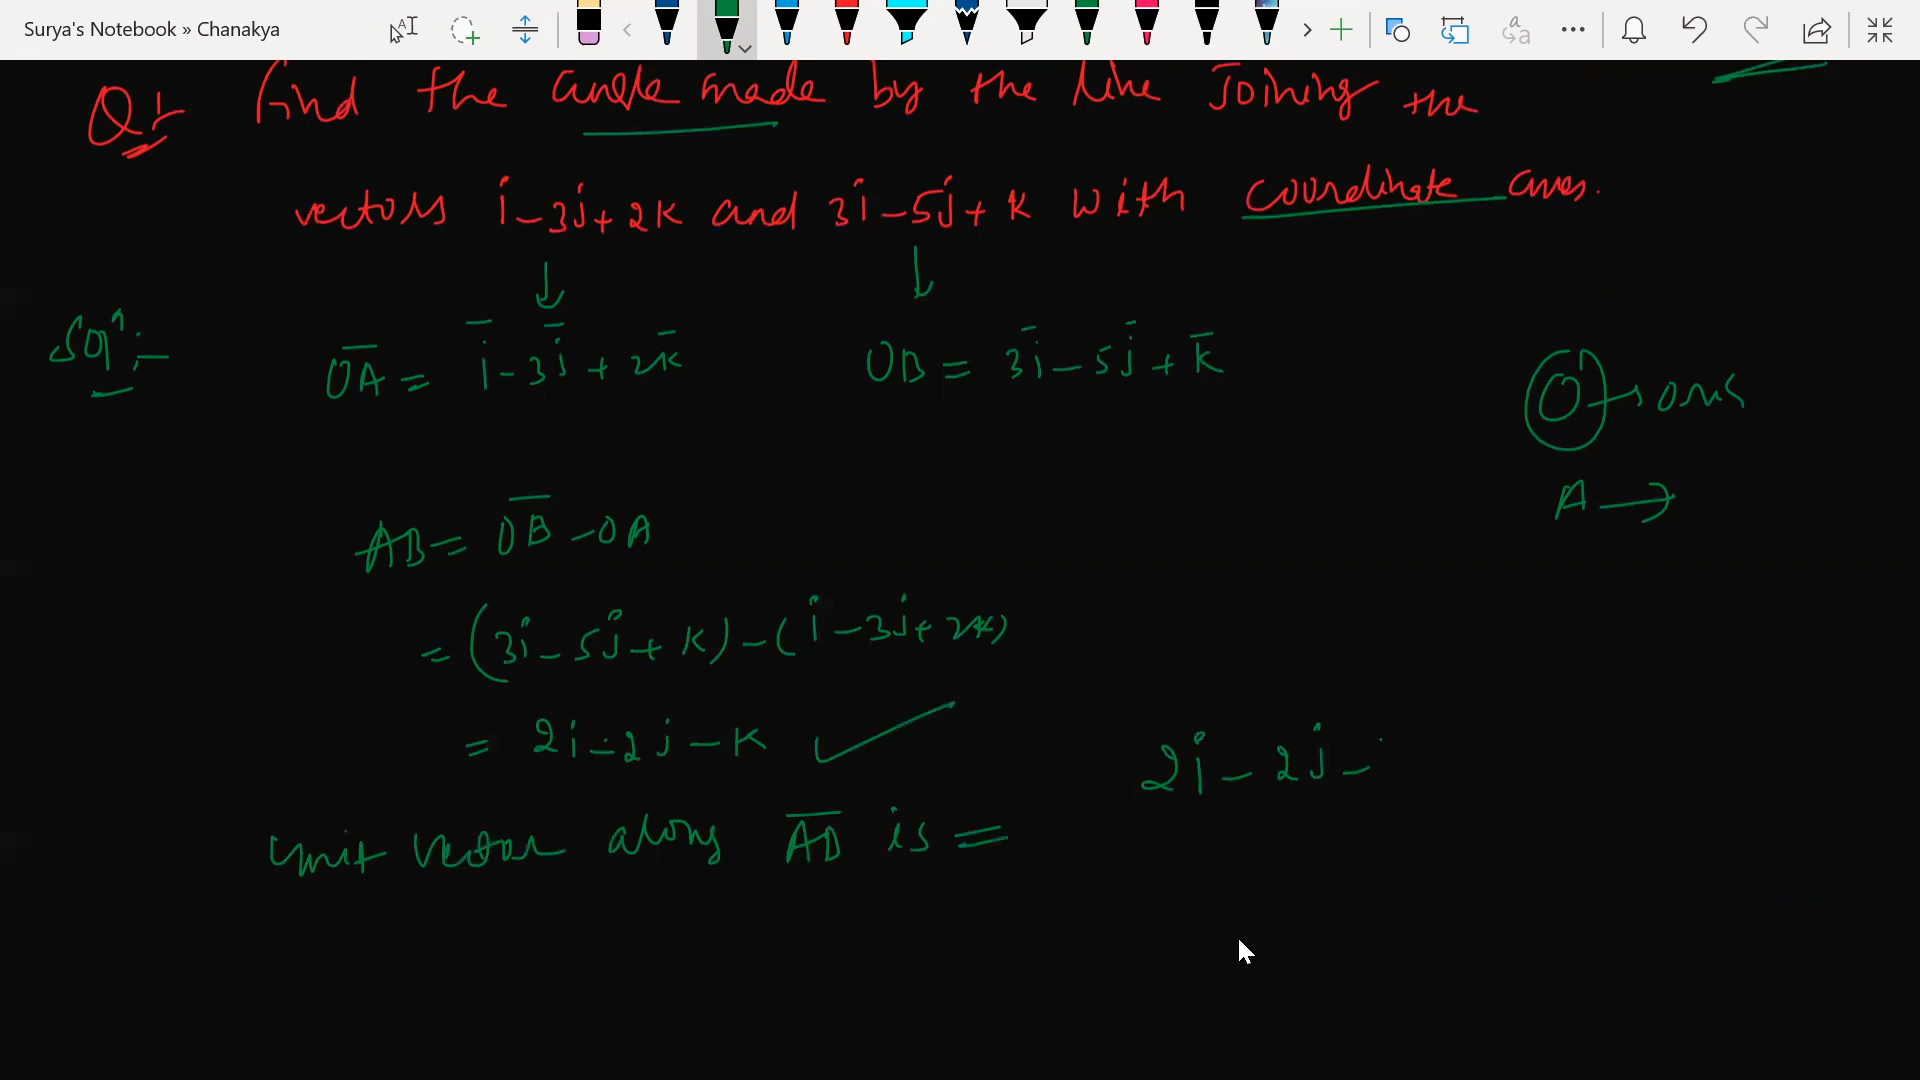 Surya's Notebook » Chanakya
Q1- Find the angle made by the line Joining the
vectors i - 3j + 2k and 3i - 5j + k with coordinate axes.
Solⁿ:-
OA = i - 3j + 2k OB = 3i - 5j + k
O →
A →
AB = OB - OA
= (3i - 5j + k) - (i - 3j + 2k)
= 2i - 2j - k ✓
unit vector along AB is = 2i - 2j -